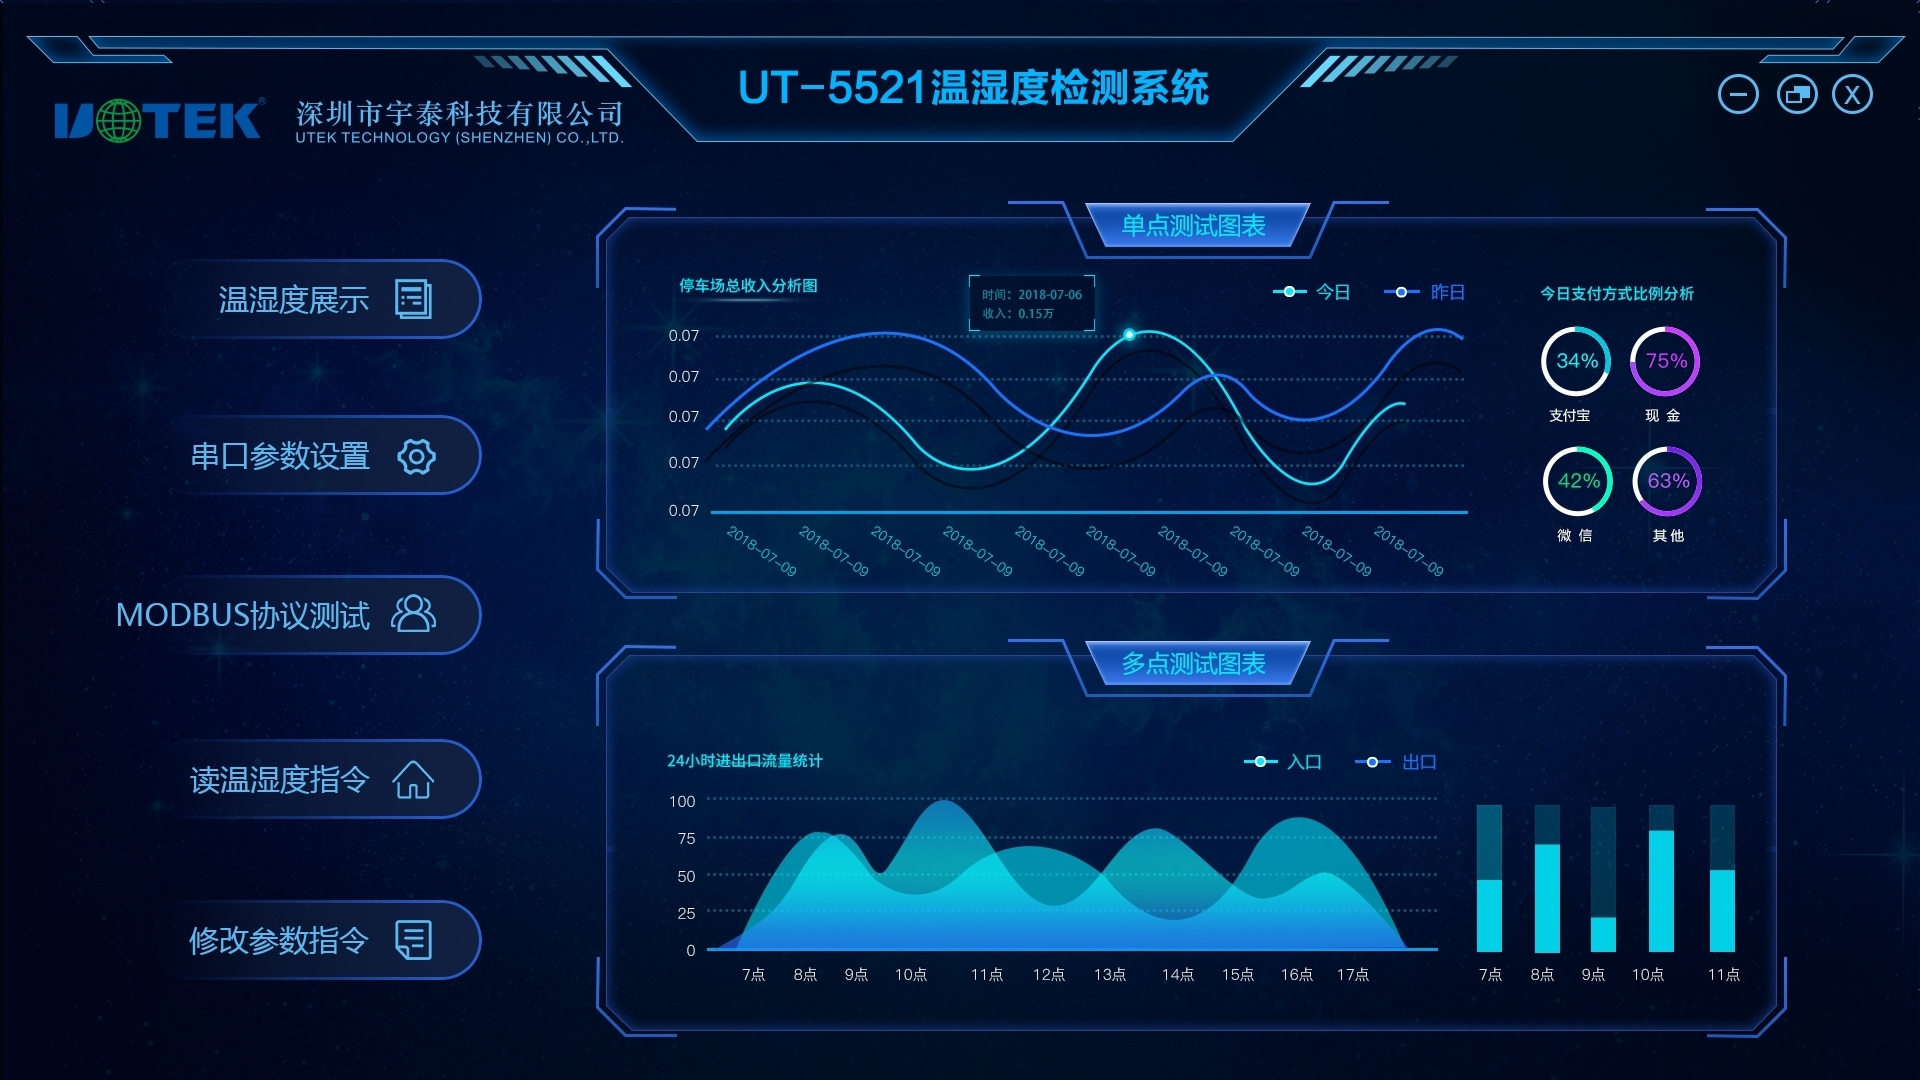 UT-5521温湿度检测系统
UOTEK®
深圳市宇泰科技有限公司
UTEK TECHNOLOGY (SHENZHEN) CO.,LTD.
X
温湿度展示
串口参数设置
MODBUS协议测试
读温湿度指令
修改参数指令
单点测试图表
停车场总收入分析图
时间：2018-07-06
收入：0.15万
今日
昨日
0.07
0.07
0.07
0.07
0.07
2018-07-09
2018-07-09
2018-07-09
2018-07-09
2018-07-09
2018-07-09
2018-07-09
2018-07-09
2018-07-09
2018-07-09
今日支付方式比例分析
34%
75%
支付宝
现 金
42%
63%
微 信
其 他
多点测试图表
24小时进出口流量统计
入口
出口
100
75
50
25
0
7点 8点 9点 10点 11点 12点 13点 14点 15点 16点 17点
7点 8点 9点 10点 11点